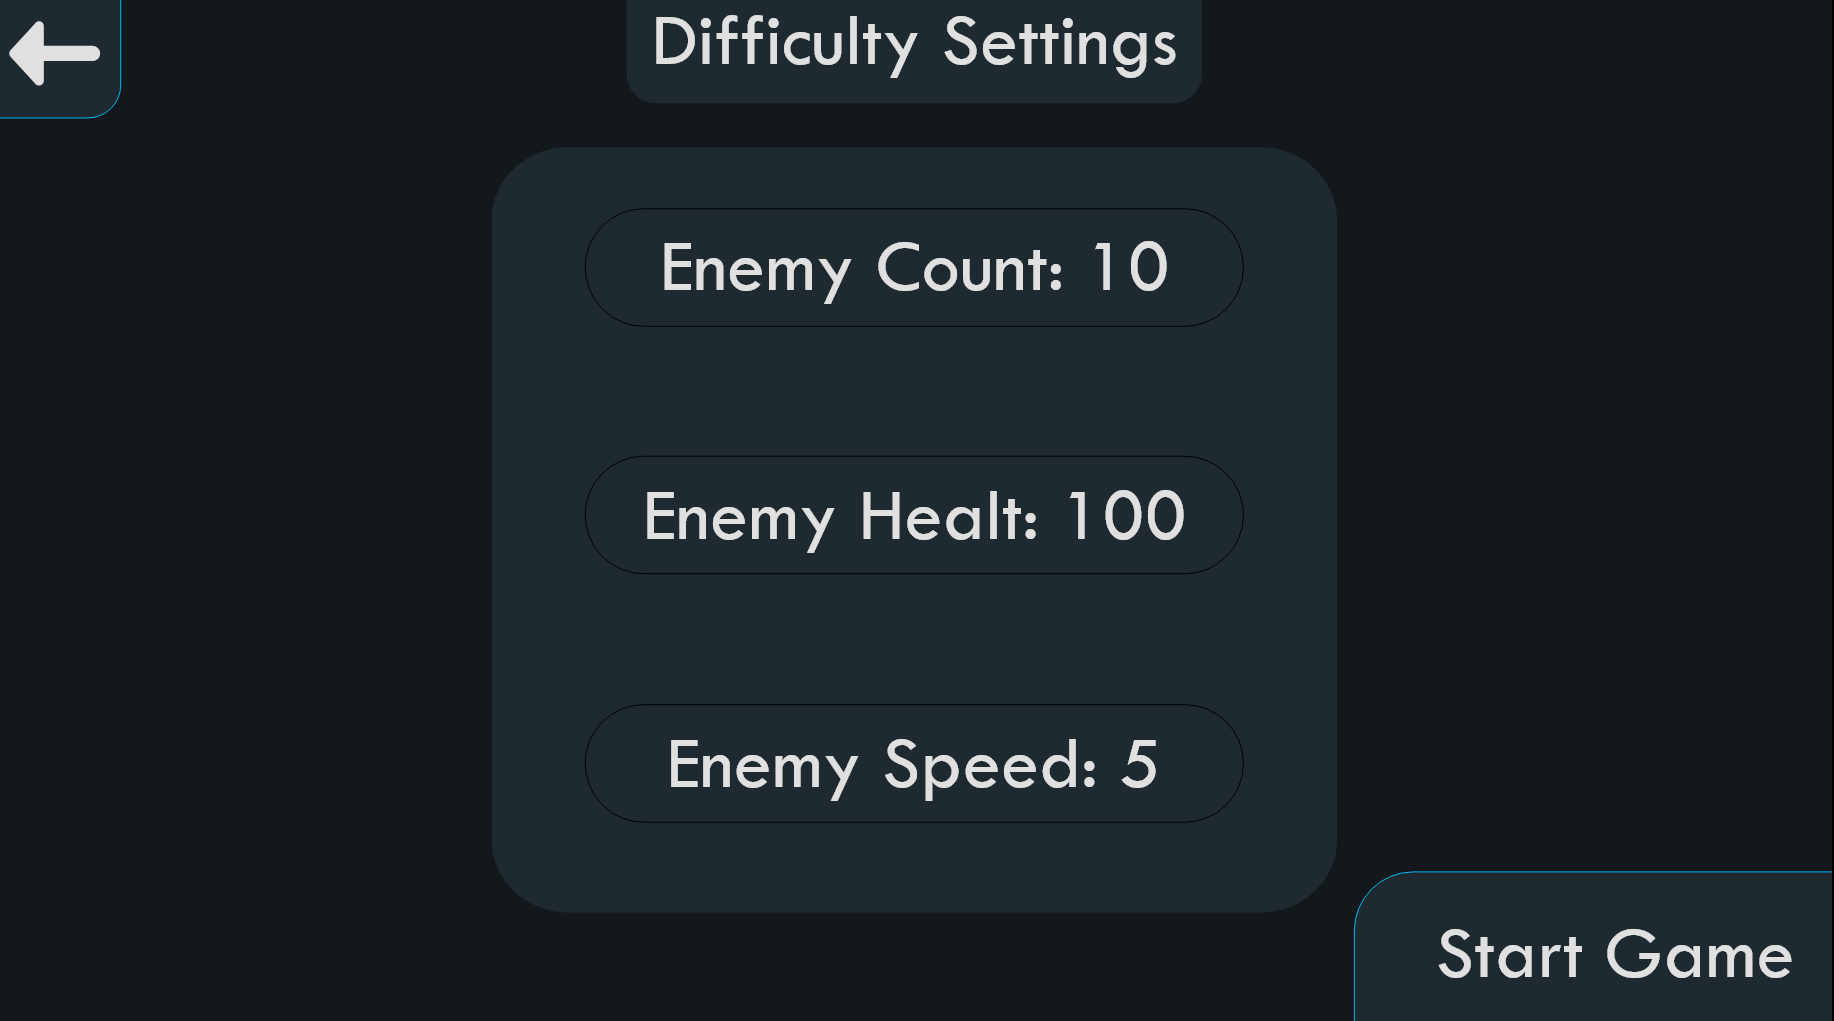 Difficulty Settings
Enemy Count: 10
Enemy Healt: 100
Enemy Speed: 5
Start Game